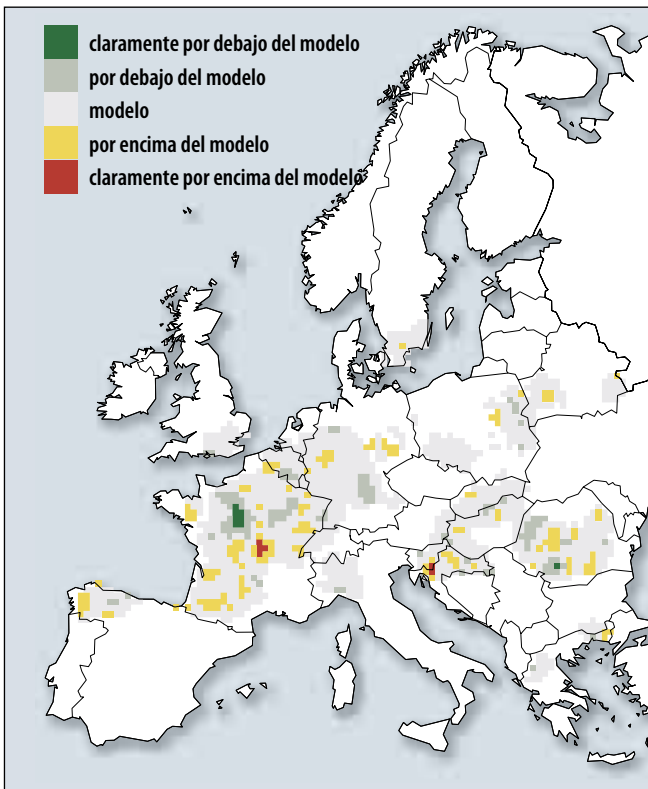 claramente por debajo del modelo
por debajo del modelo
modelo
por encima del modelo
claramente por encima del modelo